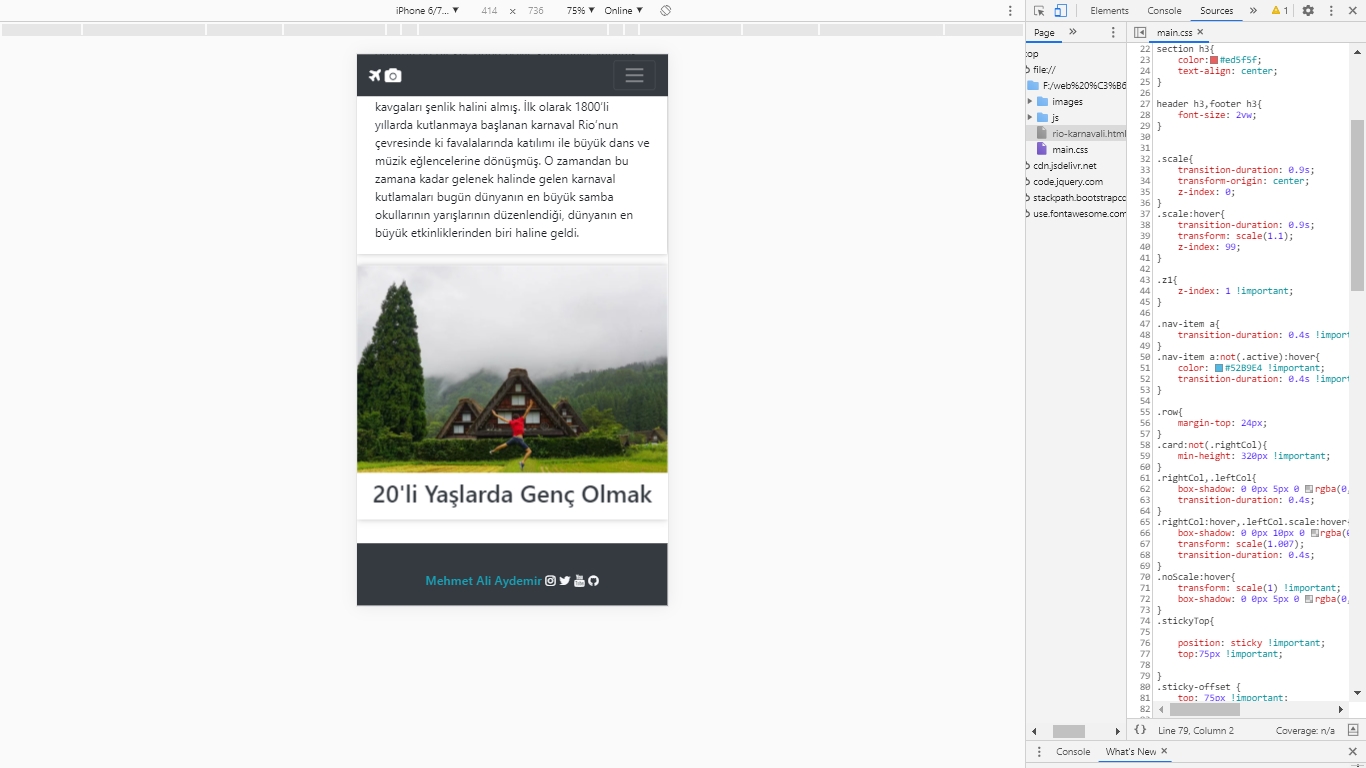 iPhone 6/7... ▼ 414 × 736 75% ▼ Online ▼
kavgaları şenlik halini almış. İlk olarak 1800'li
yıllarda kutlanmaya başlanan karnaval Rio'nun
çevresinde ki favalalarında katılımı ile büyük dans ve
müzik eğlencelerine dönüşmüş. O zamandan bu
zamana kadar gelenek halinde gelen karnaval
kutlamaları bugün dünyanın en büyük samba
okullarının yarışlarının düzenlendiği, dünyanın en
büyük etkinliklerinden biri haline geldi.
20'li Yaşlarda Genç Olmak
Mehmet Ali Aydemir
Elements Console Sources » 1
Page »
top
file://
F:/web%20%C3%B6
images
js
rio-karnavali.html
main.css
cdn.jsdelivr.net
code.jquery.com
stackpath.bootstrapcd
use.fontawesome.com
main.css ×
22 section h3{
23 color: #ed5f5f;
24 text-align: center;
25 }
26
27 header h3,footer h3{
28 font-size: 2vw;
29 }
30
31
32 .scale{
33 transition-duration: 0.9s;
34 transform-origin: center;
35 z-index: 0;
36 }
37 .scale:hover{
38 transition-duration: 0.9s;
39 transform: scale(1.1);
40 z-index: 99;
41 }
42
43 .z1{
44 z-index: 1 !important;
45 }
46
47 .nav-item a{
48 transition-duration: 0.4s !import
49 }
50 .nav-item a:not(.active):hover{
51 color: #52B9E4 !important;
52 transition-duration: 0.4s !import
53 }
54
55 .row{
56 margin-top: 24px;
57 }
58 .card:not(.rightCol){
59 min-height: 320px !important;
60 }
61 .rightCol,.leftCol{
62 box-shadow: 0 0px 5px 0 rgba(0,
63 transition-duration: 0.4s;
64 }
65 .rightCol:hover,.leftCol.scale:hover
66 box-shadow: 0 0px 10px 0 rgba(0
67 transform: scale(1.007);
68 transition-duration: 0.4s;
69 }
70 .noScale:hover{
71 transform: scale(1) !important;
72 box-shadow: 0 0px 5px 0 rgba(0,
73 }
74 .stickyTop{
75
76 position: sticky !important;
77 top:75px !important;
78
79 }
80 .sticky-offset {
81 top: 75px !important;
82
{} Line 79, Column 2 Coverage: n/a
Console What's New ×